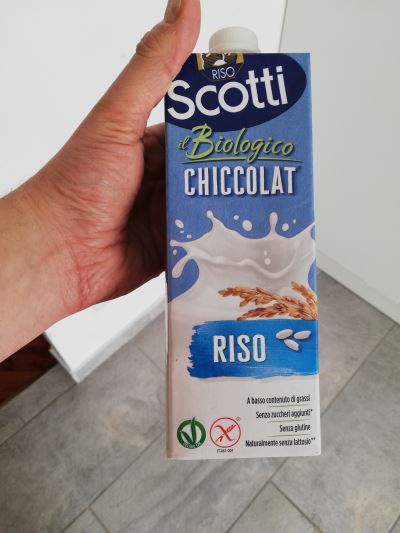 RISO
Scotti
il Biologico
CHICCOLAT
RISO
A basso contenuto di grassi
Senza zuccheri aggiunti*
Senza glutine
Naturalmente senza lattosio**